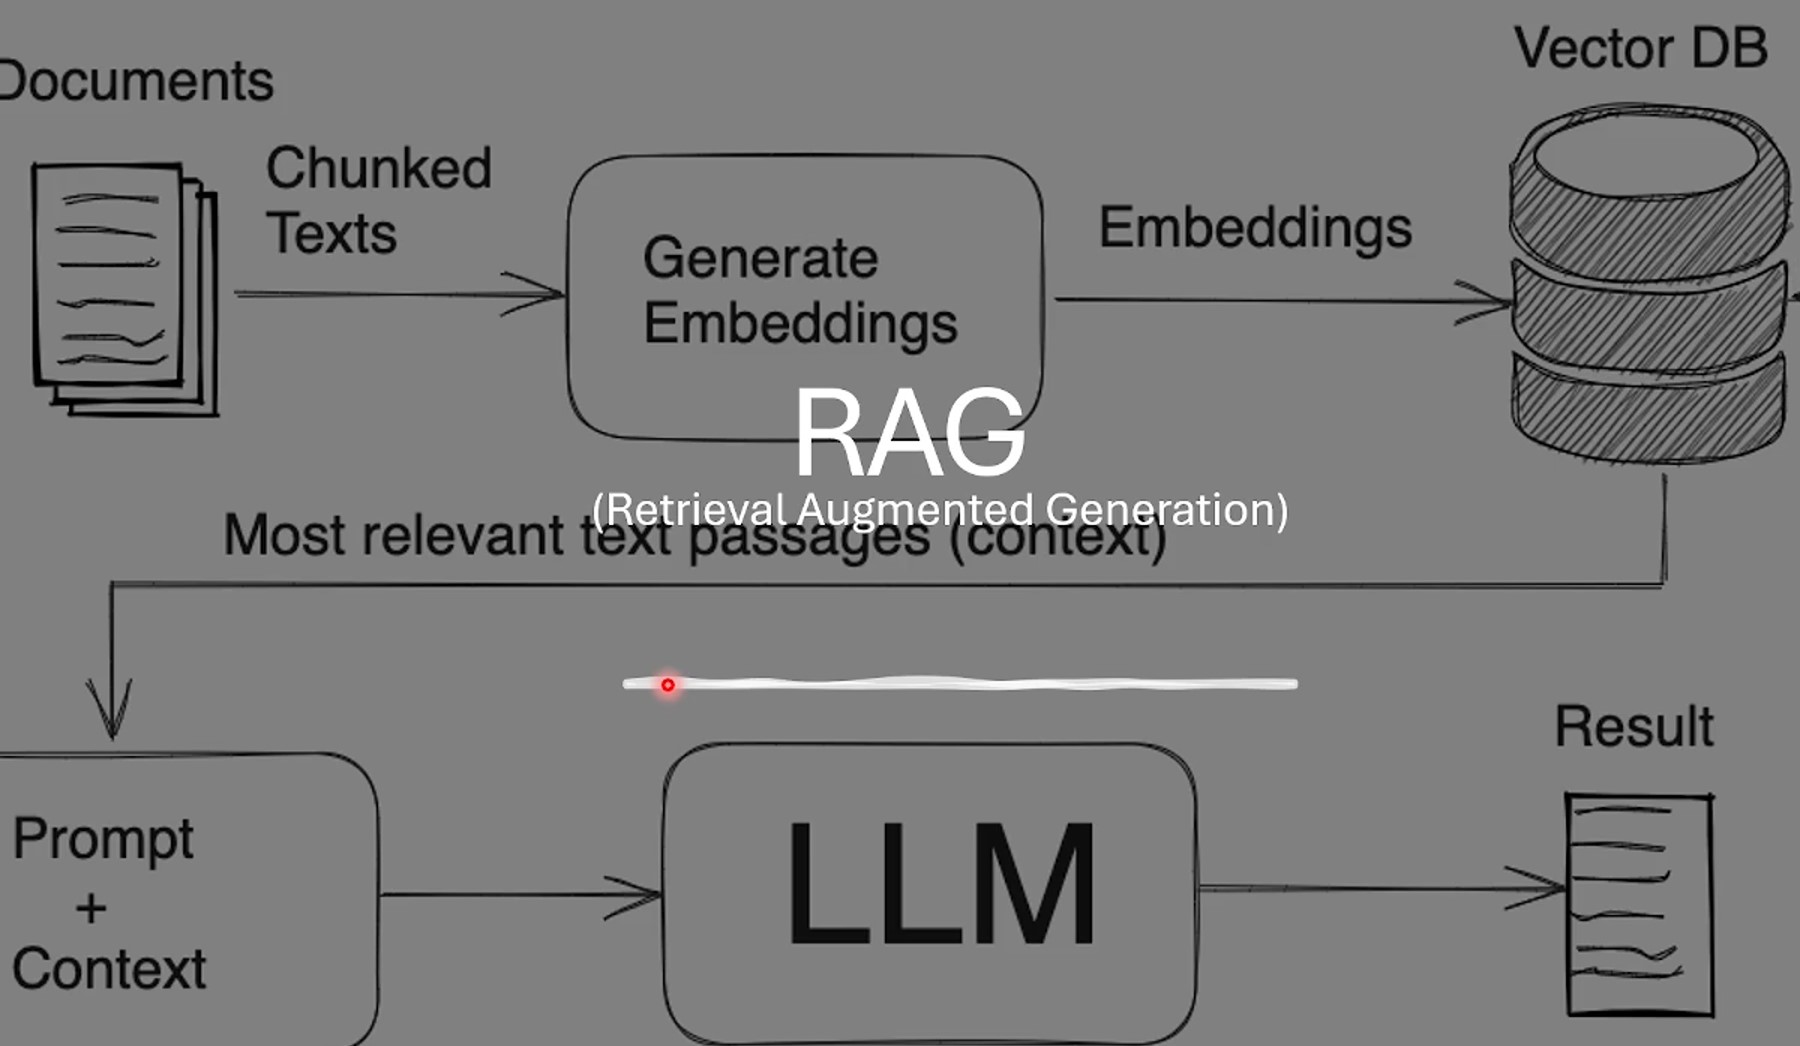 Documents
Vector DB
Chunked
Texts
Generate
Embeddings
Embeddings
RAG
(Retrieval Augmented Generation)
Most relevant text passages (context)
Result
Prompt
+
Context
LLM